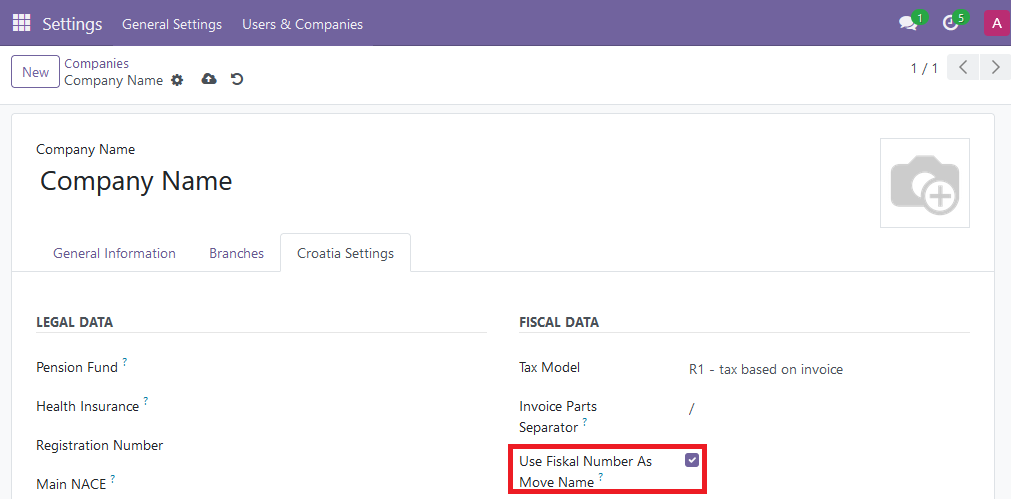 Settings General Settings Users & Companies 1 5 A
New Companies
Company Name 1 / 1
Company Name
Company Name
General Information Branches Croatia Settings
LEGAL DATA FISCAL DATA
Pension Fund ? Tax Model R1 - tax based on invoice
Health Insurance ? Invoice Parts Separator ? /
Registration Number
Use Fiskal Number As Move Name ?
Main NACE ?